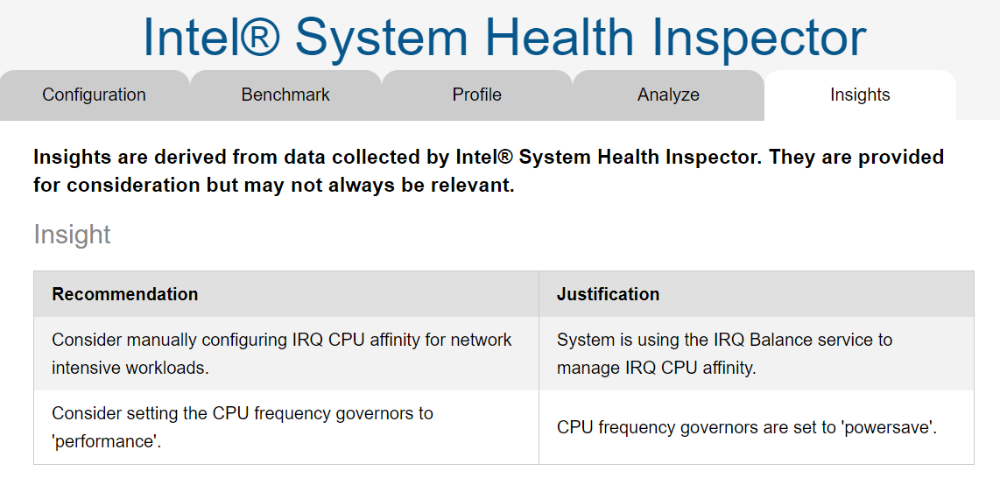 Intel® System Health Inspector
Configuration
Benchmark
Profile
Analyze
Insights
Insights are derived from data collected by Intel® System Health Inspector. They are provided
for consideration but may not always be relevant.
Insight
Recommendation
Justification
Consider manually configuring IRQ CPU affinity for network
intensive workloads.
System is using the IRQ Balance service to
manage IRQ CPU affinity.
Consider setting the CPU frequency governors to
'performance'.
CPU frequency governors are set to 'powersave'.